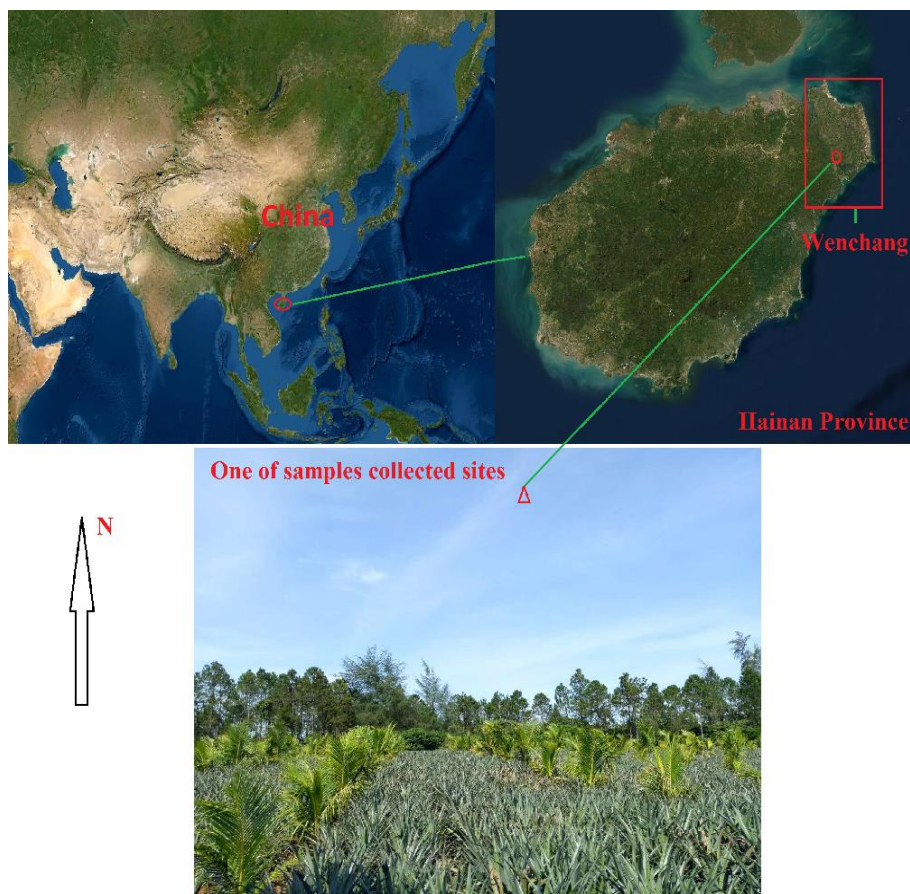 China
Wenchang
Hainan Province
One of samples collected sites
N